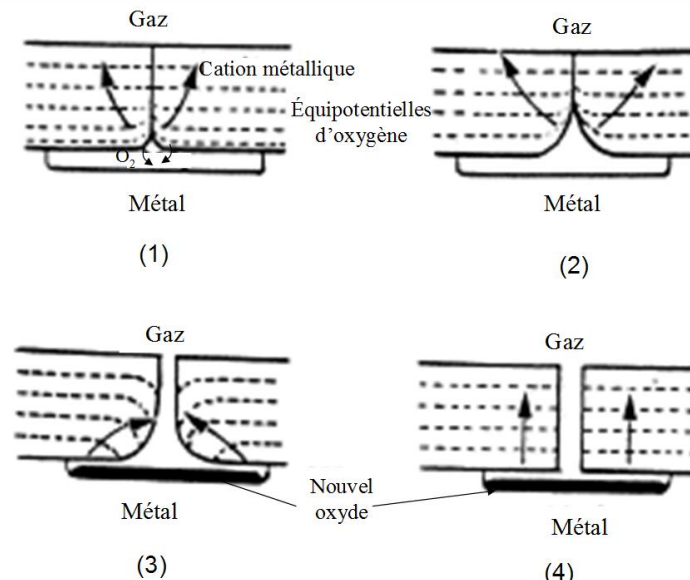 Gaz
Cation métallique
Équipotentielles
d'oxygène
O2
Métal
(1)
Gaz
Métal
(2)
Gaz
Nouvel
oxyde
Métal
(3)
Gaz
Métal
(4)